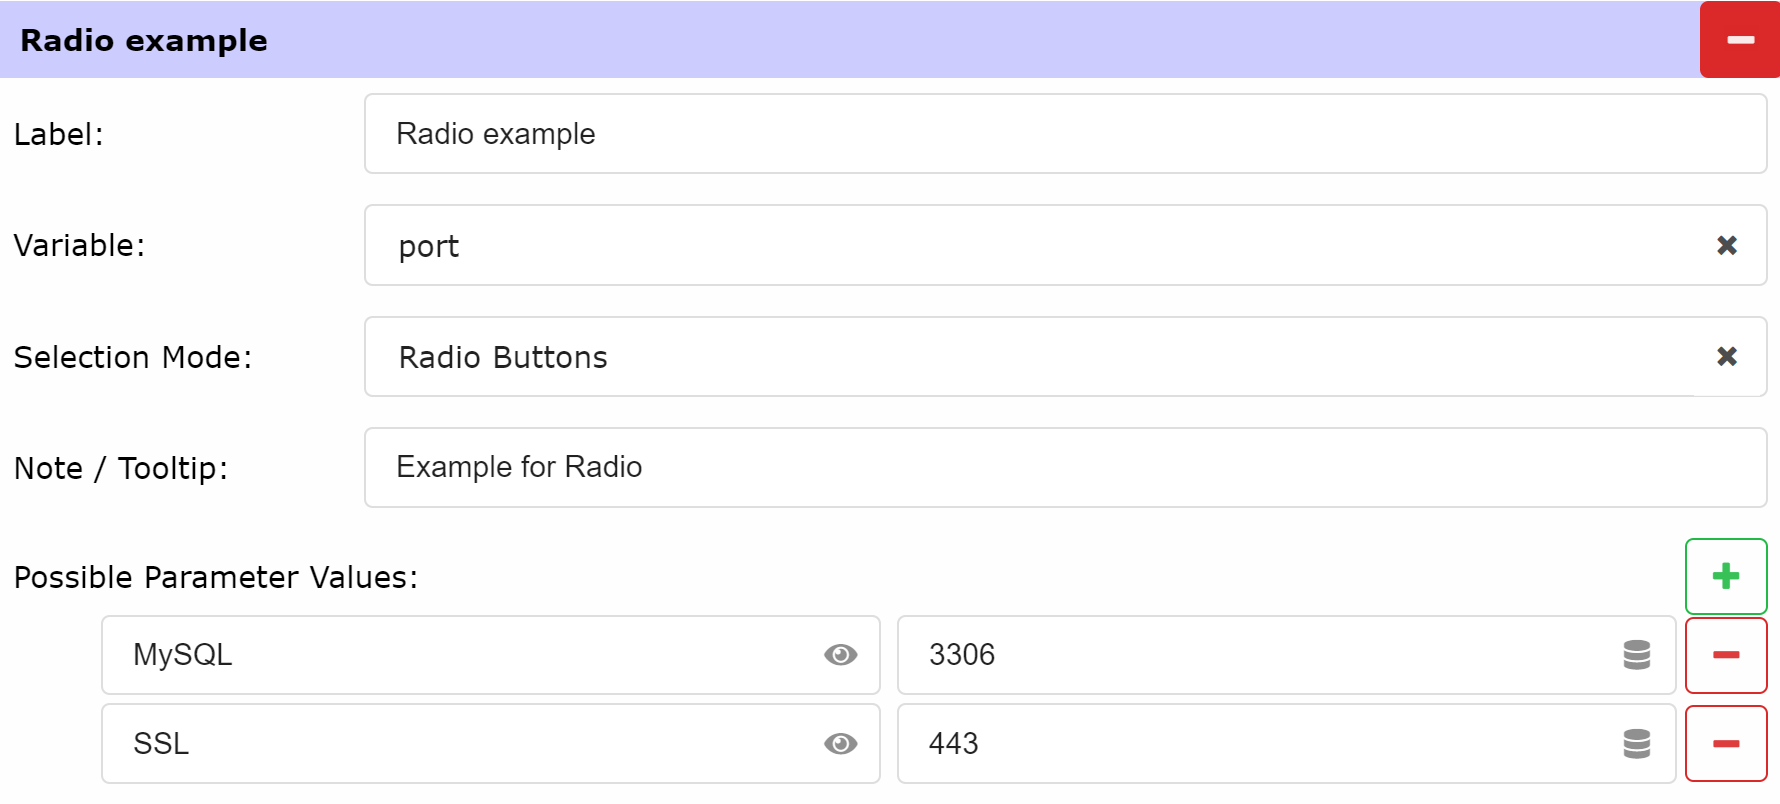 Radio example
Label: Radio example
Variable: port
Selection Mode: Radio Buttons
Note / Tooltip: Example for Radio
Possible Parameter Values:
MySQL 3306
SSL 443